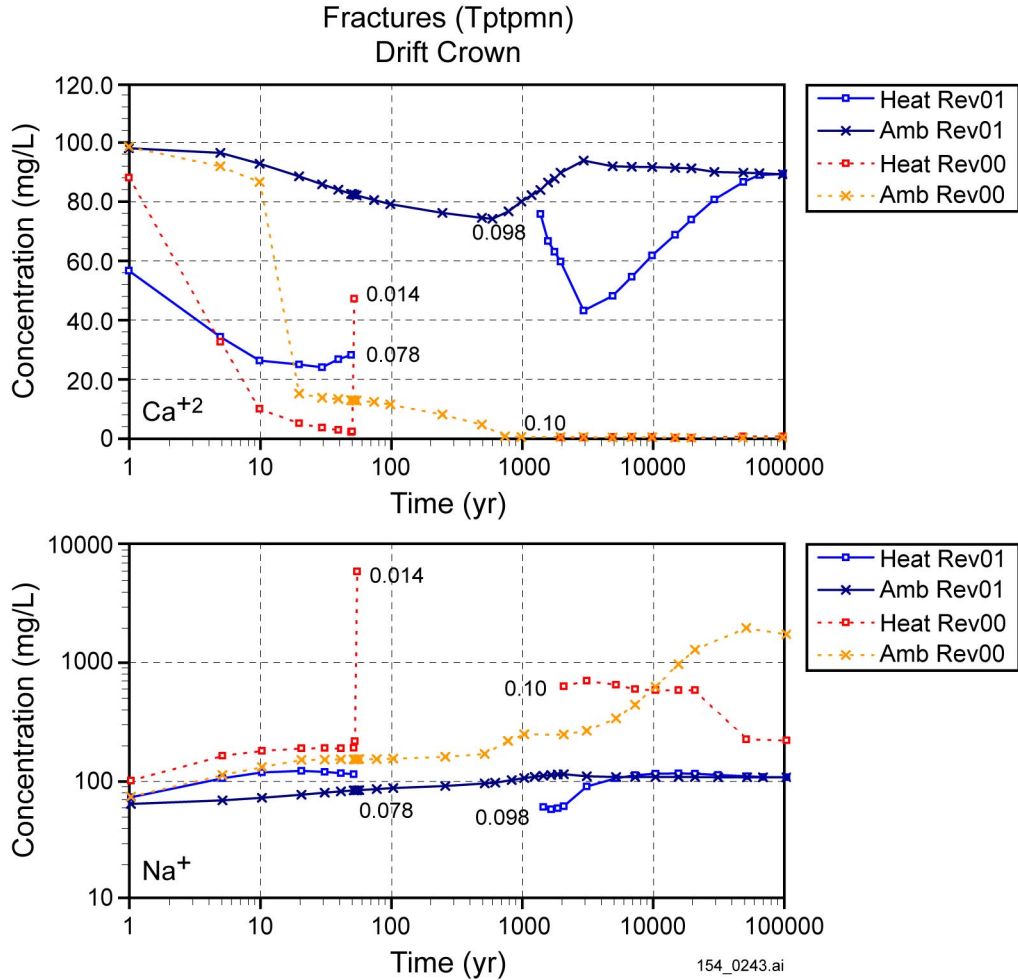 Fractures (Tptpmn)
Drift Crown
Concentration (mg/L)
120.0
100.0
80.0
60.0
40.0
20.0
0
0.098
0.014
0.078
0.10
Ca+2
1
10
100
1000
10000
100000
Time (yr)
Heat Rev01
Amb Rev01
Heat Rev00
Amb Rev00
Concentration (mg/L)
10000
1000
100
10
0.014
0.10
0.078
0.098
Na+
1
10
100
1000
10000
100000
Time (yr)
Heat Rev01
Amb Rev01
Heat Rev00
Amb Rev00
154_0243.ai